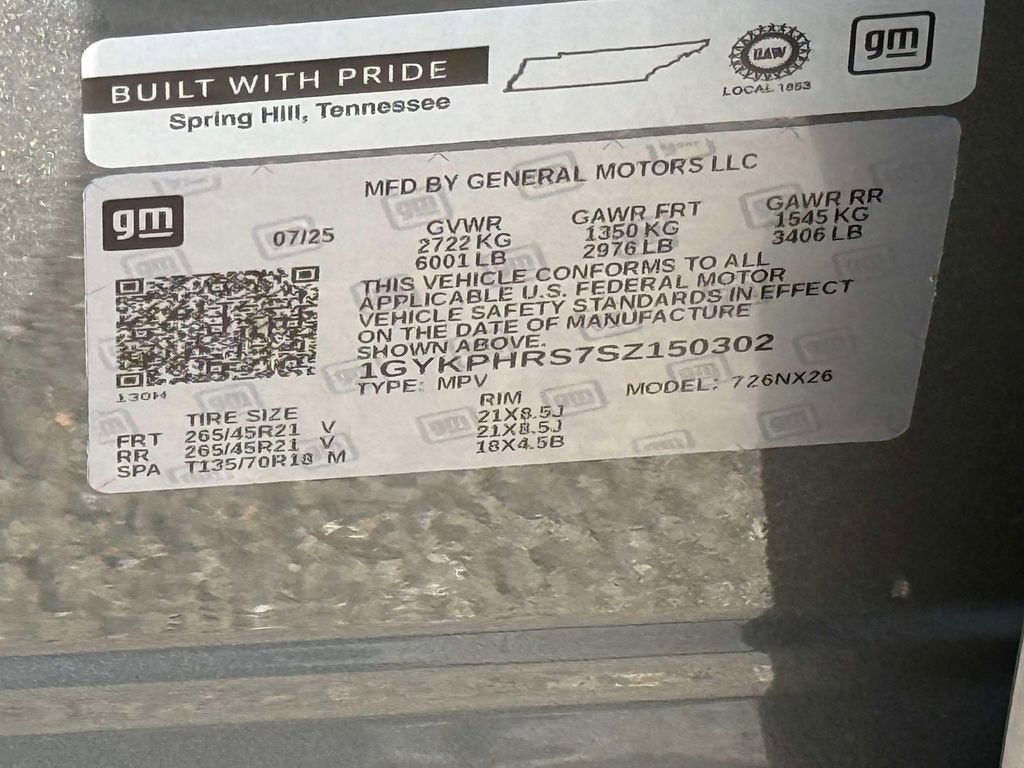 BUILT WITH PRIDE
Spring Hill, Tennessee
UAW
LOCAL 1853
gm
MFD BY GENERAL MOTORS LLC
gm
07/25
GVWR GAWR FRT GAWR RR
2722 KG 1350 KG 1545 KG
6001 LB 2976 LB 3406 LB
THIS VEHICLE CONFORMS TO ALL
APPLICABLE U.S. FEDERAL MOTOR
VEHICLE SAFETY STANDARDS IN EFFECT
ON THE DATE OF MANUFACTURE
SHOWN ABOVE.
1GYKPHRS7SZ150302
TYPE: MPV MODEL: 726NX26
130H
TIRE SIZE RIM
FRT 265/45R21 V 21X8.5J
RR 265/45R21 V 21X8.5J
SPA T135/70R18 M 18X4.5B